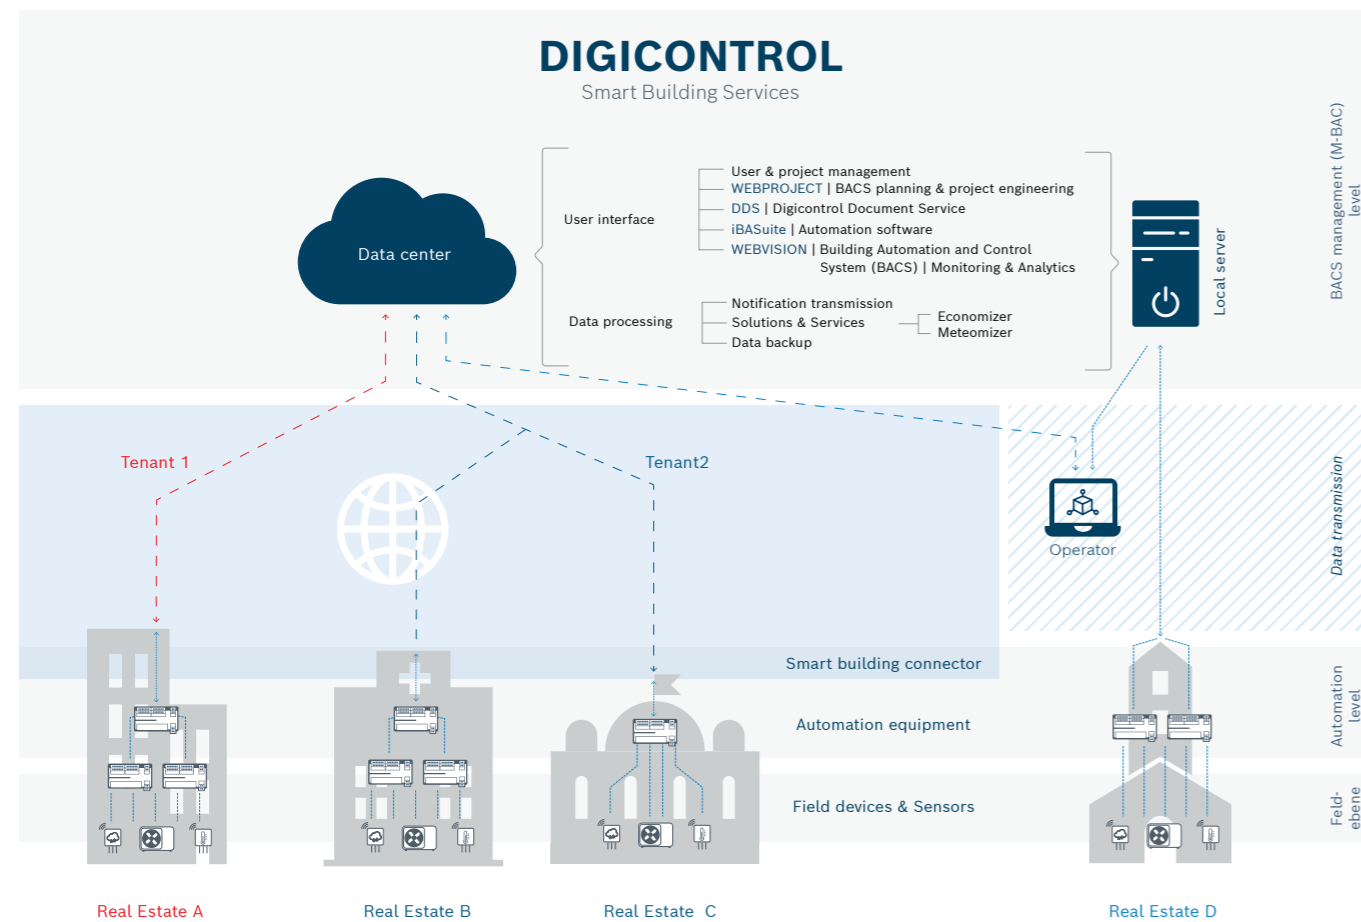 DIGICONTROL
Smart Building Services
BACS management (M-BAC)
level
Data center
User interface
User & project management
WEBPROJECT | BACS planning & project engineering
DDS | Digicontrol Document Service
iBASuite | Automation software
WEBVISION | Building Automation and Control
System (BACS) | Monitoring & Analytics
Data processing
Notification transmission
Solutions & Services
Data backup
Economizer
Meteomizer
Local server
Tenant 1
Tenant2
Operator
Data transmission
Smart building connector
Automation equipment
Automation
level
Field devices & Sensors
Feld-
ebene
Real Estate A
Real Estate B
Real Estate C
Real Estate D